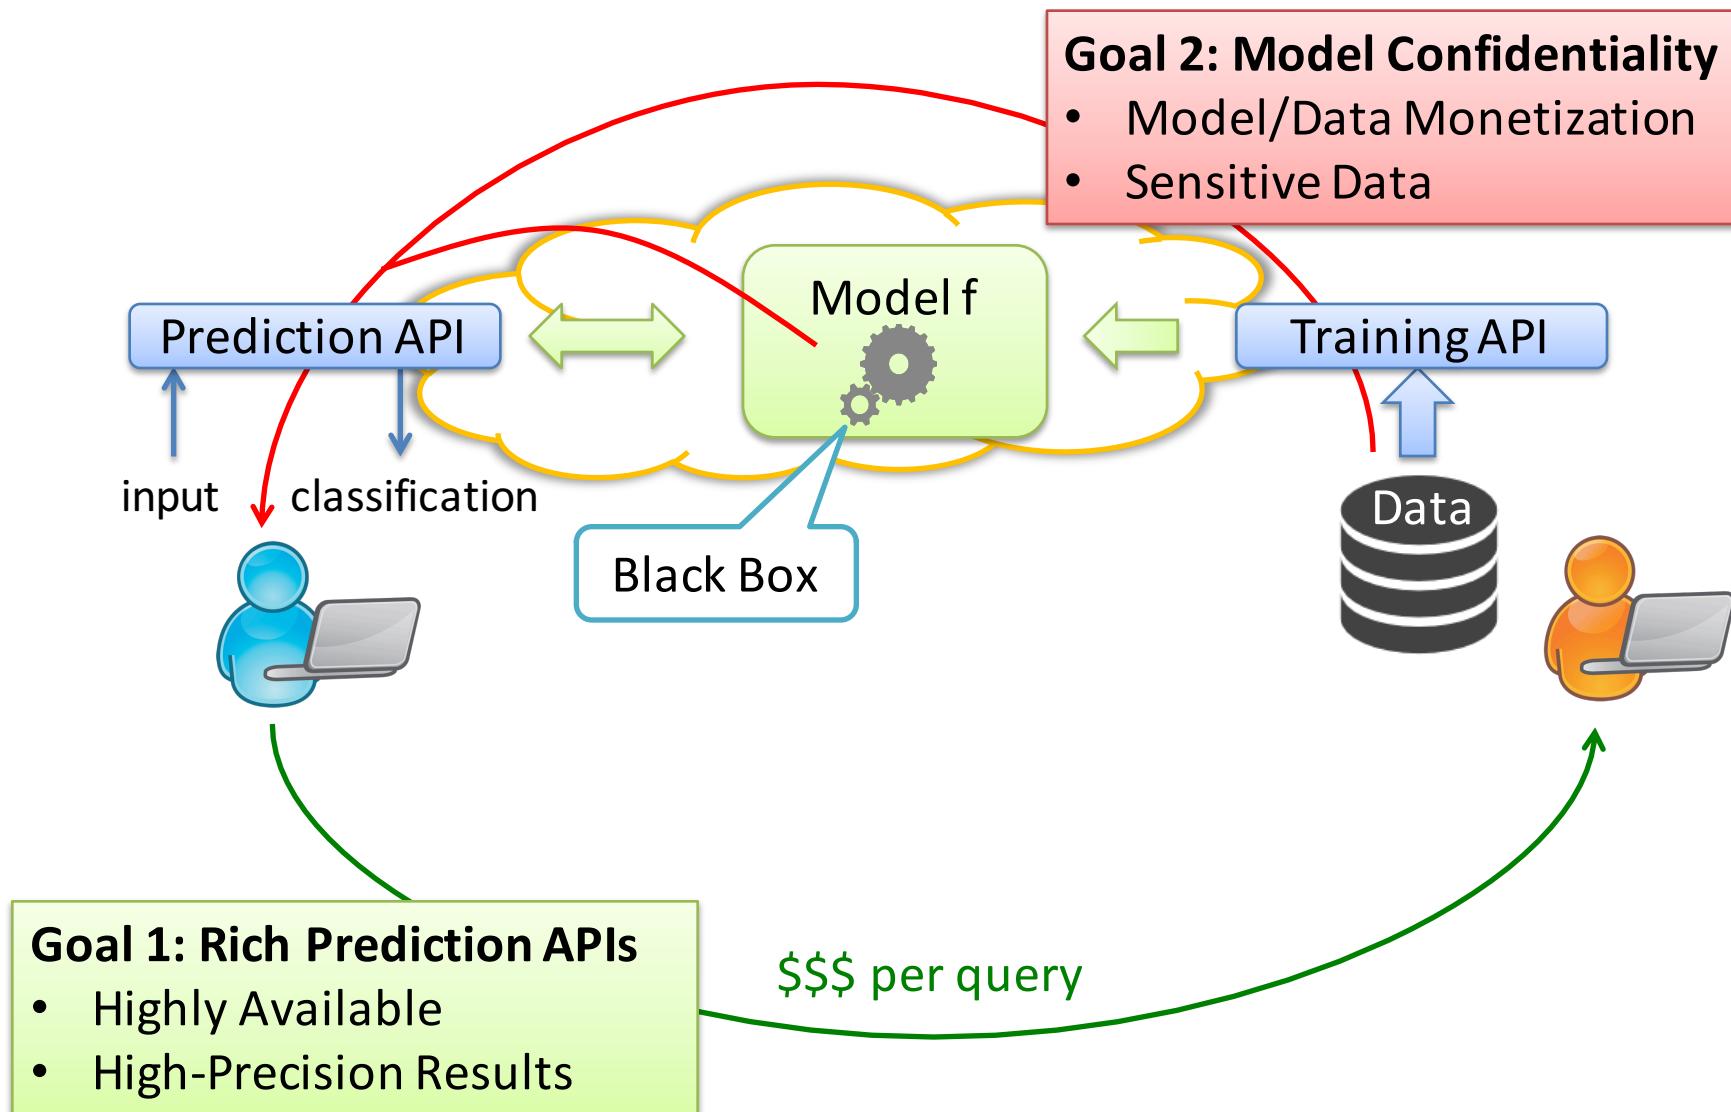 Goal 2: Model Confidentiality
• Model/Data Monetization
• Sensitive Data
Model f
Prediction API
Training API
input
classification
Data
Black Box
Goal 1: Rich Prediction APIs
• Highly Available
• High-Precision Results
$$$ per query